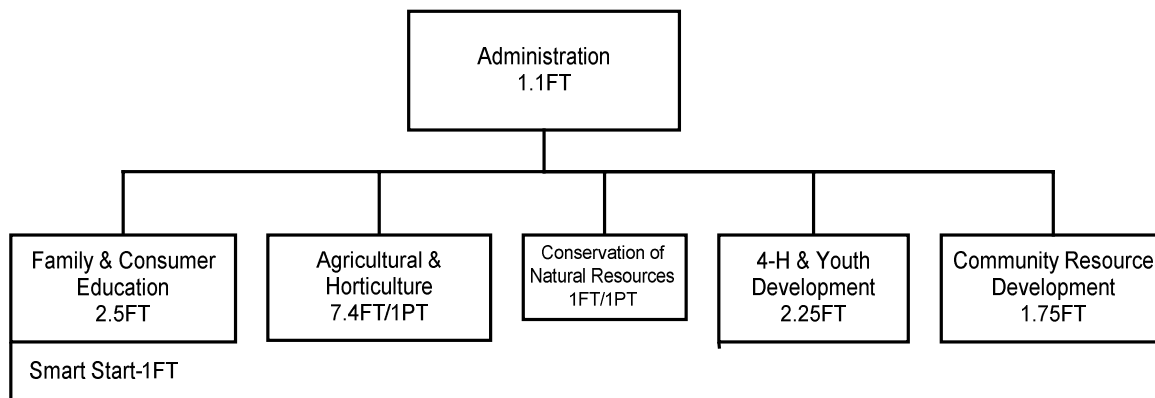 Administration
1.1FT
Family & Consumer
Education
2.5FT
Smart Start-1FT
Agricultural &
Horticulture
7.4FT/1PT
Conservation of
Natural Resources
1FT/1PT
4-H & Youth
Development
2.25FT
Community Resource
Development
1.75FT